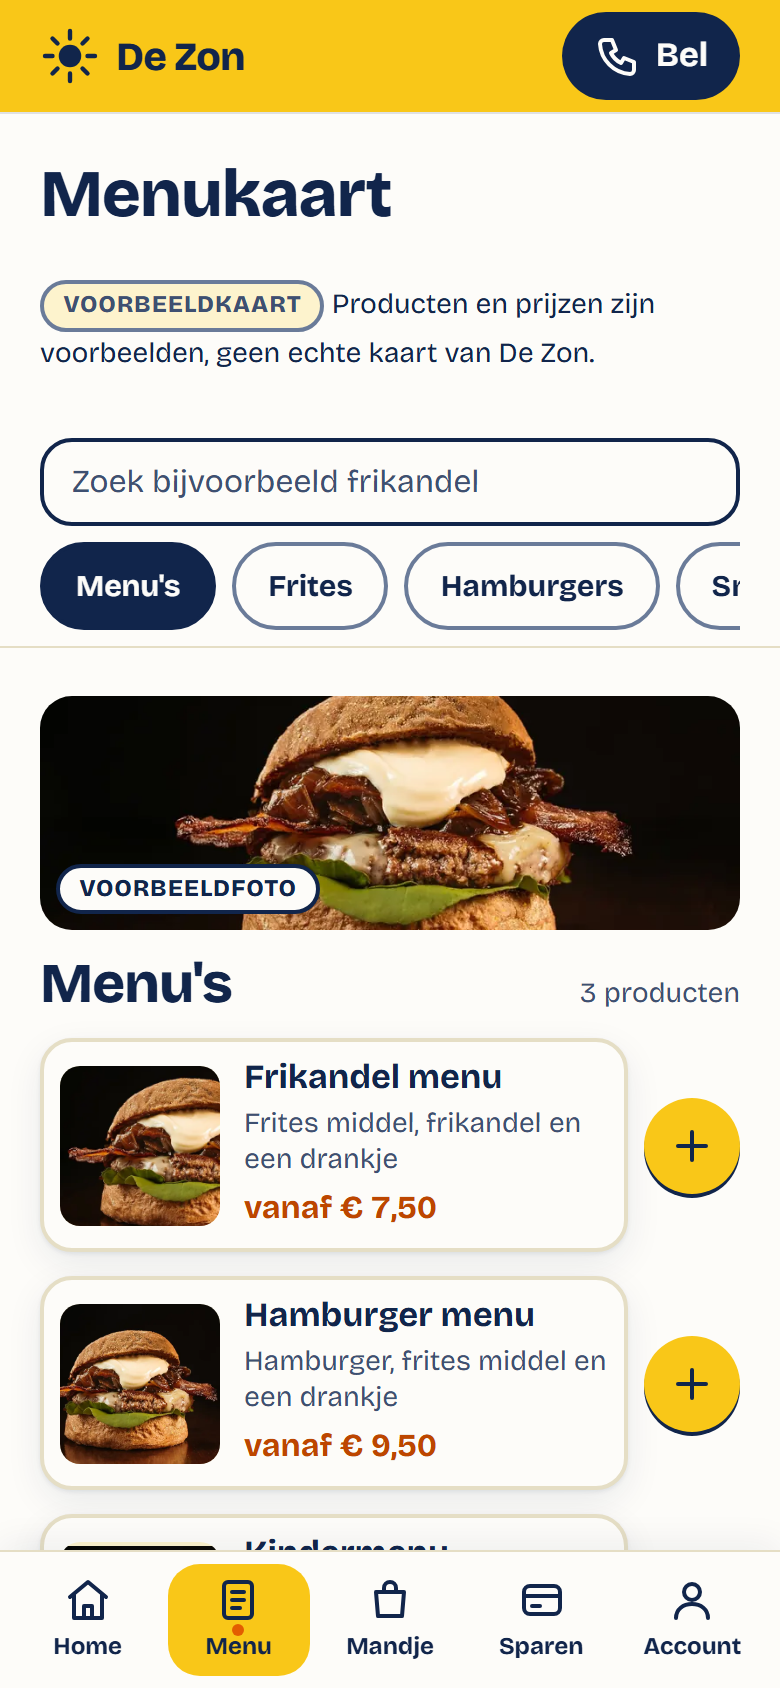 De Zon
Bel
Menukaart
VOORBEELDKAART Producten en prijzen zijn
voorbeelden, geen echte kaart van De Zon.
Zoek bijvoorbeeld frikandel
Menu's Frites Hamburgers
VOORBEELDFOTO
Menu's
3 producten
Frikandel menu
Frites middel, frikandel en
een drankje
vanaf € 7,50
Hamburger menu
Hamburger, frites middel en
een drankje
vanaf € 9,50
Kindermenu
Home Menu Mandje Sparen Account